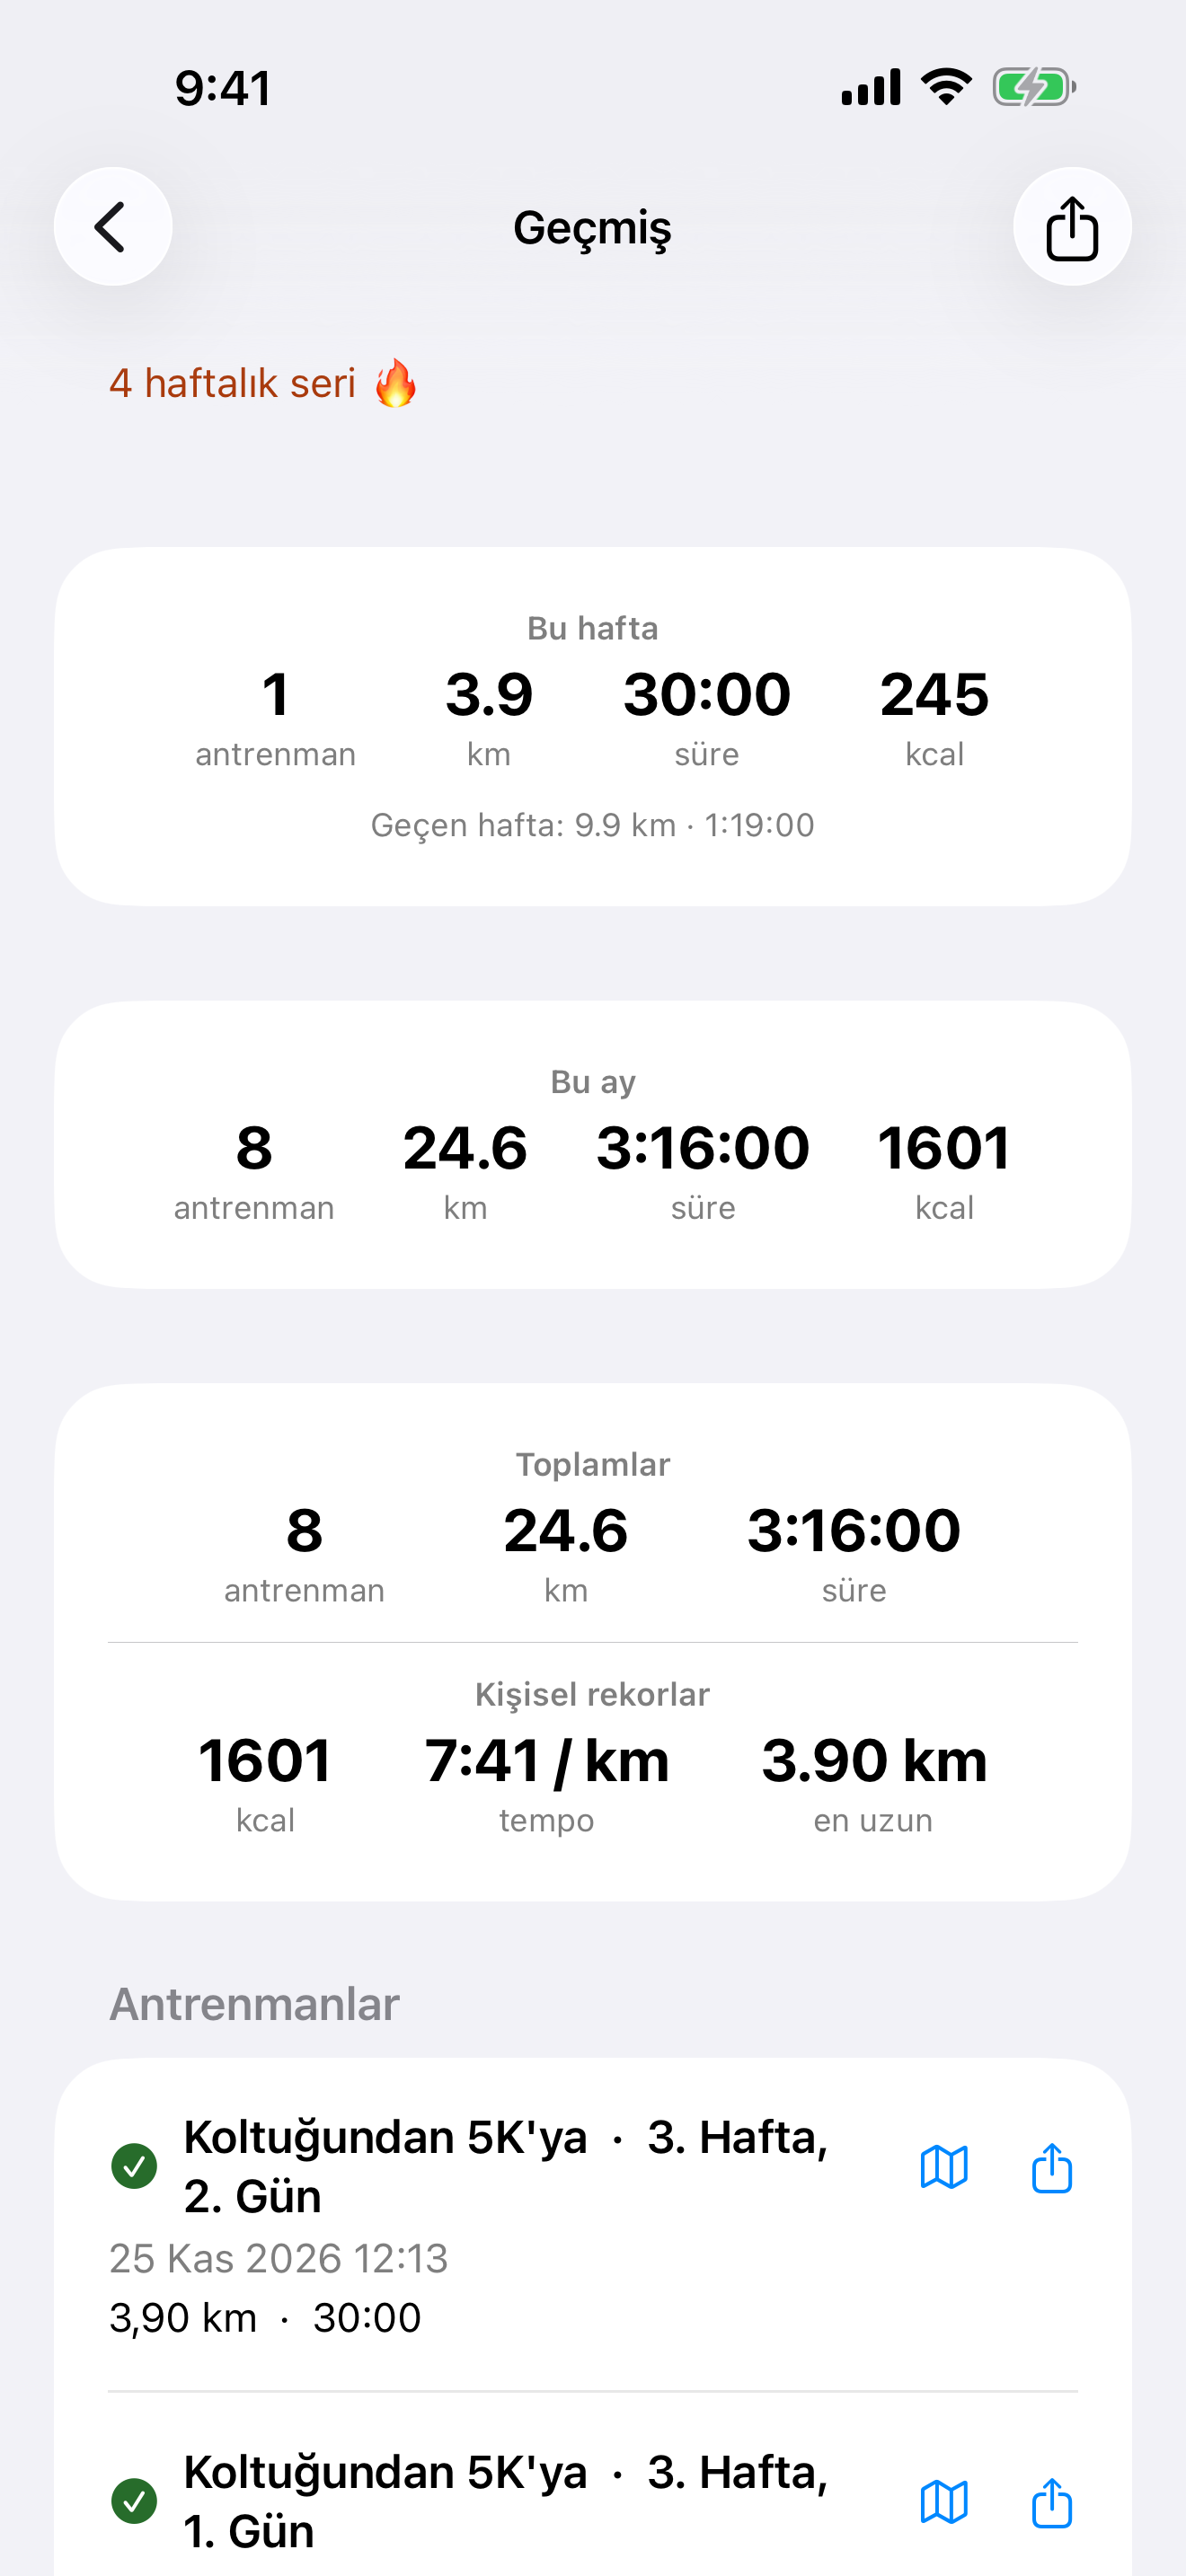 9:41
Geçmiş
4 haftalık seri 🔥
Bu hafta
1 3.9 30:00 245
antrenman km süre kcal
Geçen hafta: 9.9 km · 1:19:00
Bu ay
8 24.6 3:16:00 1601
antrenman km süre kcal
Toplamlar
8 24.6 3:16:00
antrenman km süre
Kişisel rekorlar
1601 7:41 / km 3.90 km
kcal tempo en uzun
Antrenmanlar
Koltuğundan 5K'ya · 3. Hafta,
2. Gün
25 Kas 2026 12:13
3,90 km · 30:00
Koltuğundan 5K'ya · 3. Hafta,
1. Gün